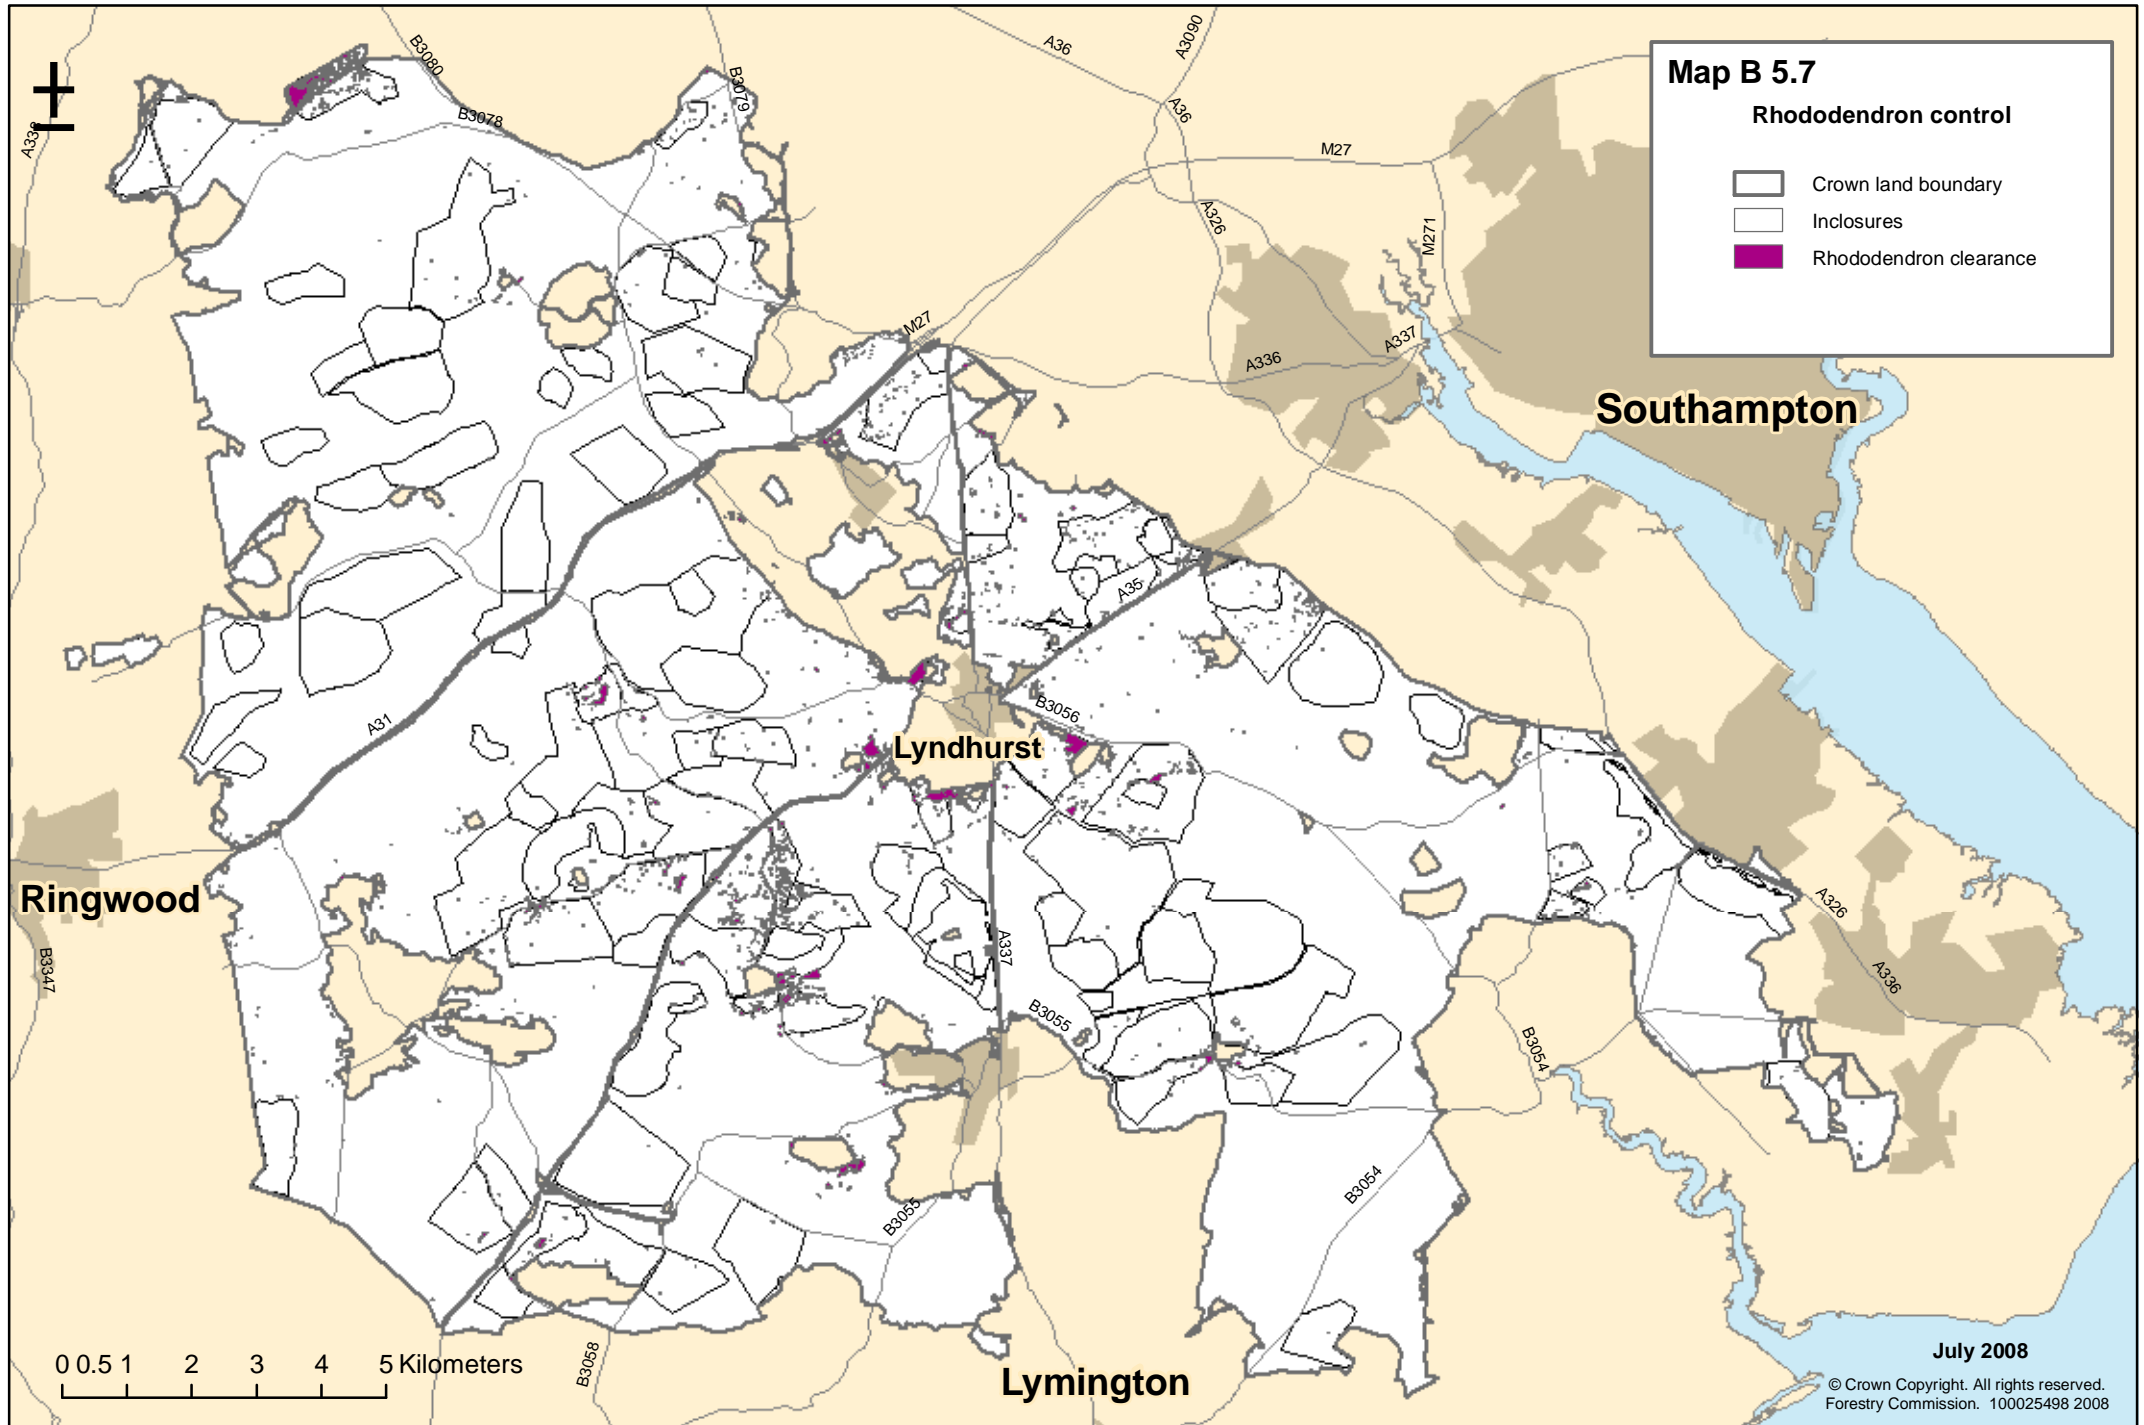 Map B 5.7
Rhododendron control
Crown land boundary
Inclosures
Rhododendron clearance
A36
A3090
B3080
B3079
B3078
A338
A36
M27
A326
M271
M27
A337
A336
Southampton
A35
B3056
A31
Lyndhurst
Ringwood
B3347
A337
A326
A336
B3055
B3054
B3054
B3055
B3058
0 0.5 1 2 3 4 5 Kilometers
Lymington
July 2008
© Crown Copyright. All rights reserved.
Forestry Commission. 100025498 2008